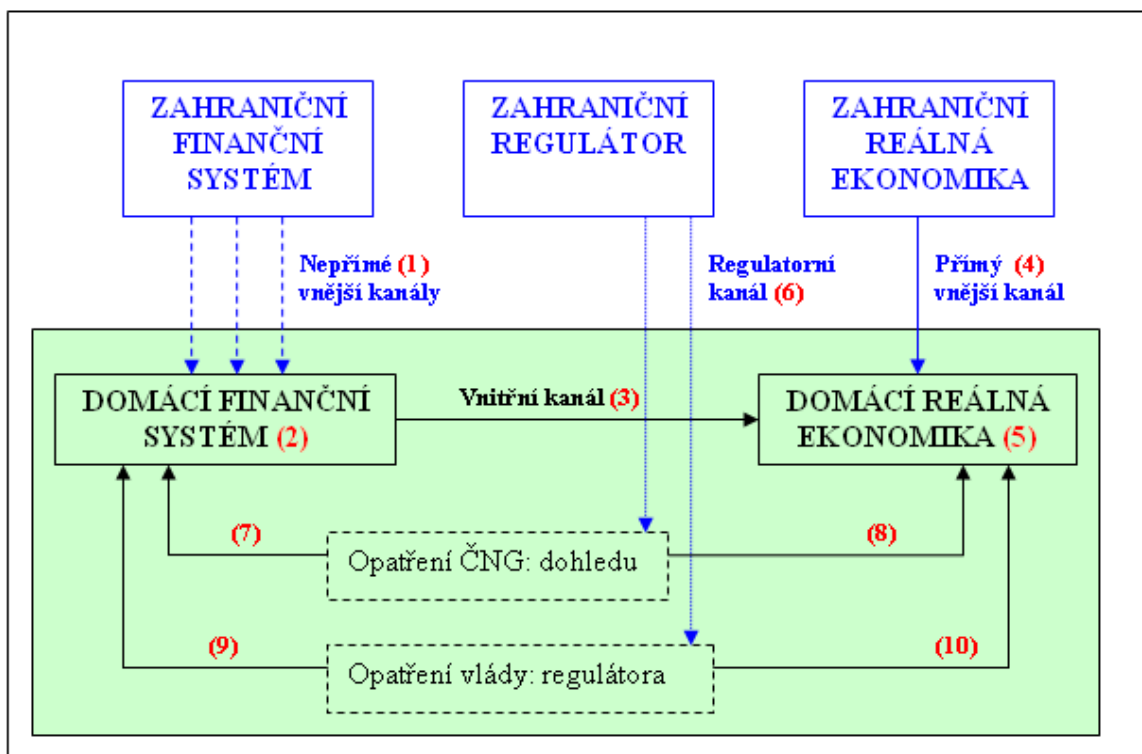 ZAHRANIČNÍ
FINANČNÍ
SYSTÉM
ZAHRANIČNÍ
REGULÁTOR
ZAHRANIČNÍ
REÁLNÁ
EKONOMIKA
Nepřímé (1)
vnější kanály
Regulatorní
kanál (6)
Přímý (4)
vnější kanál
DOMÁCÍ FINANČNÍ
SYSTÉM (2)
Vnitřní kanál (3)
DOMÁCÍ REÁLNÁ
EKONOMIKA (5)
(7)
Opatření ČNG: dohledu
(8)
(9)
Opatření vlády: regulátora
(10)